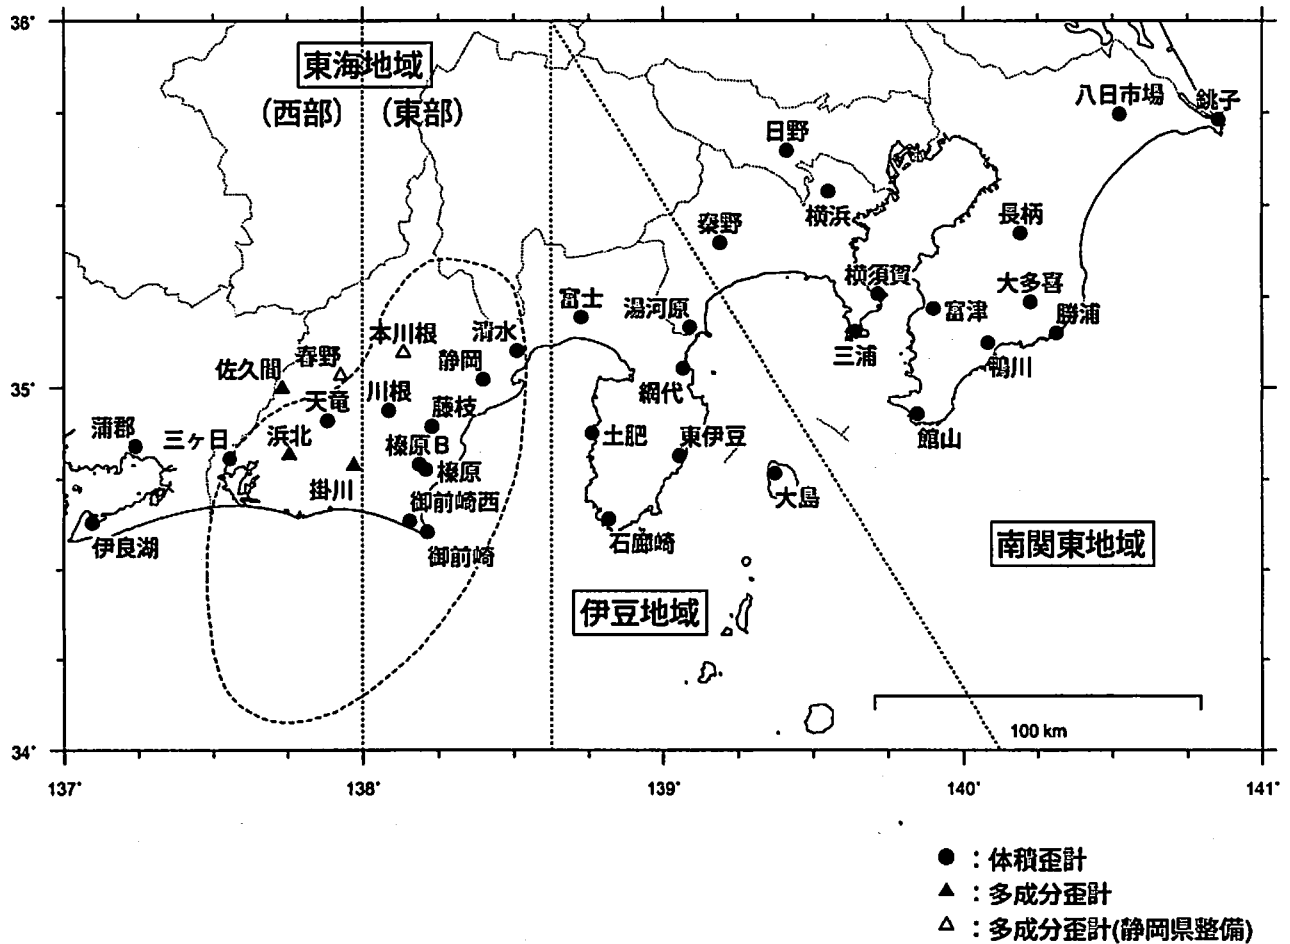 36°
東海地域
(西部)
(東部)
八日市場
銚子
日野
横浜
秦野
長柄
横須賀
大多喜
富士
湯河原
富津
勝浦
本川根
清水
三浦
鴨川
春野
静岡
佐久間
35°
天竜
川根
網代
藤枝
館山
蒲郡
三ヶ日
浜北
榛原B
土肥
東伊豆
榛原
掛川
御前崎西
大島
伊良湖
御前崎
石廊崎
南関東地域
伊豆地域
100 km
34°
137°
138°
139°
140°
141°
● : 体積歪計
▲ : 多成分歪計
△ : 多成分歪計(静岡県整備)